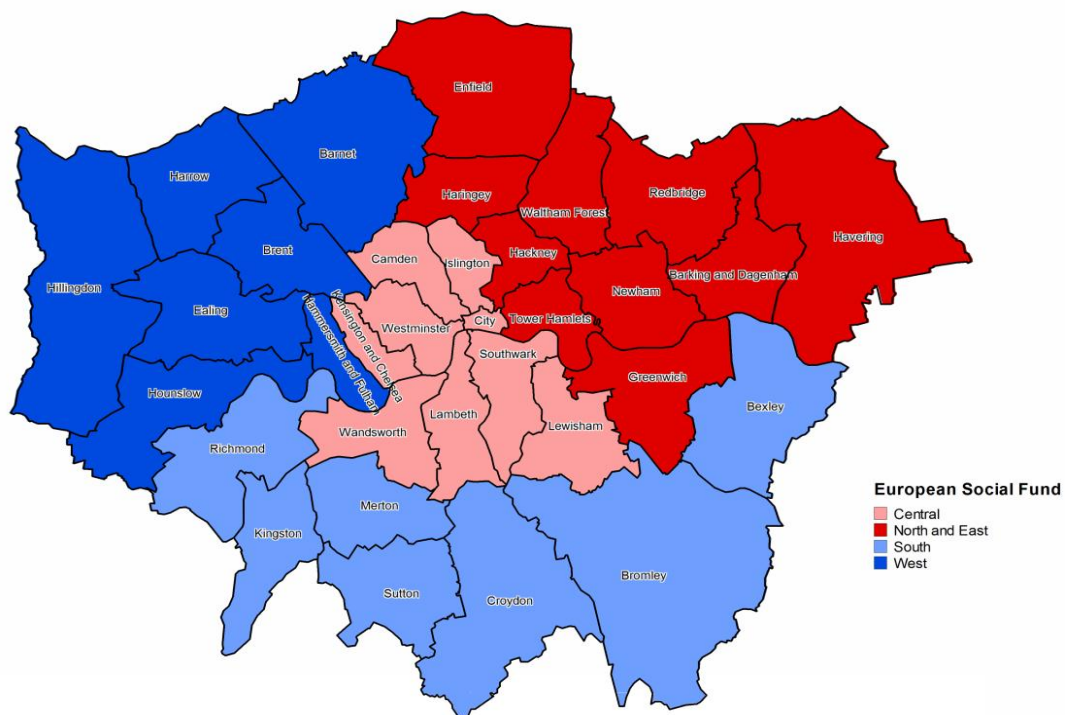 Enfield
Barnet
Harrow
Haringey
Waltham Forest
Redbridge
Havering
Brent
Hackney
Camden
Islington
Barking and Dagenham
Hillingdon
Newham
Ealing
Kensington and Chelsea
Hammersmith and Fulham
Westminster
City
Tower Hamlets
Southwark
Greenwich
Hounslow
Bexley
Lambeth
Lewisham
Wandsworth
Richmond
Merton
Kingston
Bromley
Sutton
Croydon
European Social Fund
Central
North and East
South
West